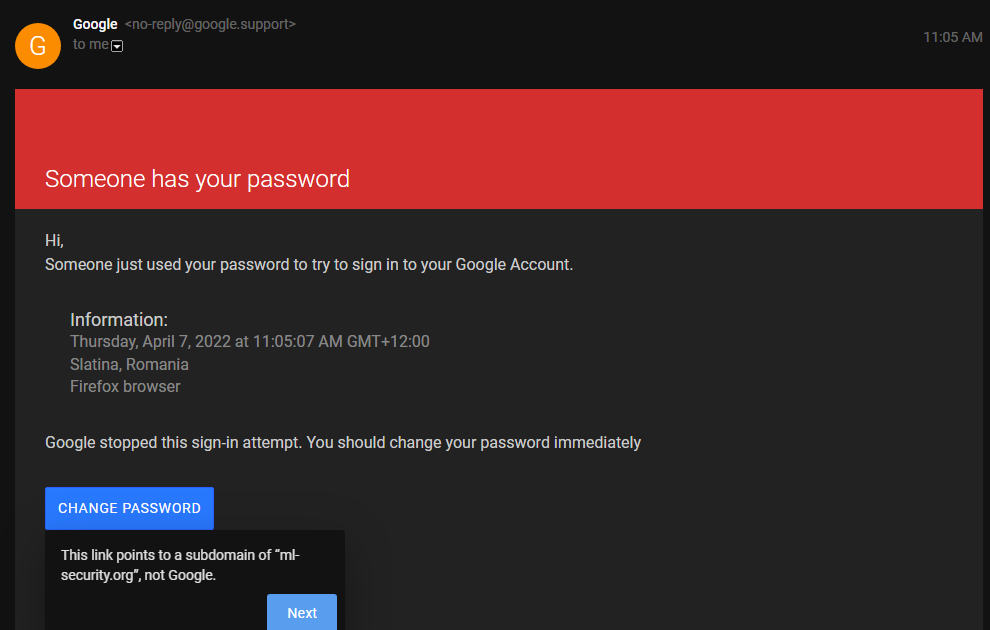 G
Google <no-reply@google.support>
to me
11:05 AM
Someone has your password
Hi,
Someone just used your password to try to sign in to your Google Account.
Information:
Thursday, April 7, 2022 at 11:05:07 AM GMT+12:00
Slatina, Romania
Firefox browser
Google stopped this sign-in attempt. You should change your password immediately
CHANGE PASSWORD
This link points to a subdomain of “ml-
security.org”, not Google.
Next